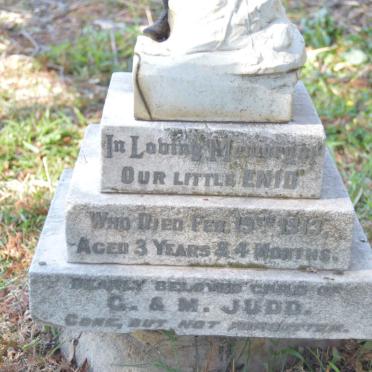 In Loving Memory of
Our little Enid
Who Died Feb. 19th 1913.
Aged 3 Years & 4 Months.
Dearly beloved child of
G. & M. Judd.
Gone, but not forgotten.